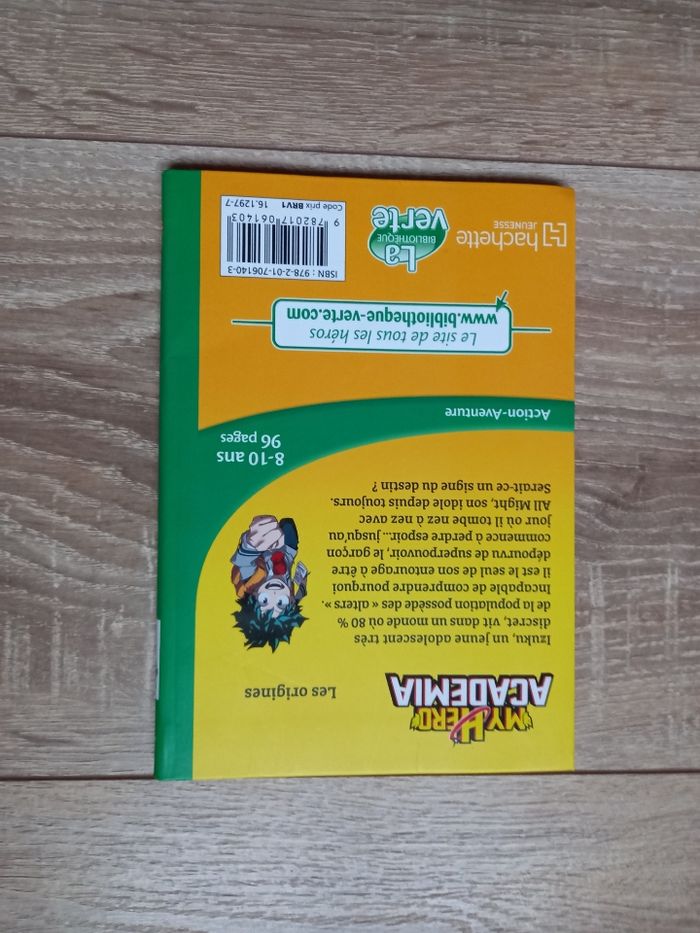 MY HERO
ACADEMIA
Les origines
Izuku, un jeune adolescent très
discret, vit dans un monde où 80 %
de la population possède des « alters ».
Incapable de comprendre pourquoi
il est le seul de son entourage à être
dépourvu de superpouvoir, le garçon
commence à perdre espoir... jusqu'au
jour où il tombe nez à nez avec
All Might, son idole depuis toujours.
Serait-ce un signe du destin ?
8-10 ans
96 pages
Action-Aventure
Le site de tous les héros
www.bibliotheque-verte.com
hachette
JEUNESSE
La
BIBLIOTHÈQUE
verte
ISBN : 978-2-01-706140-3
9 782017 061403
Code prix BRV1 16.1297-7